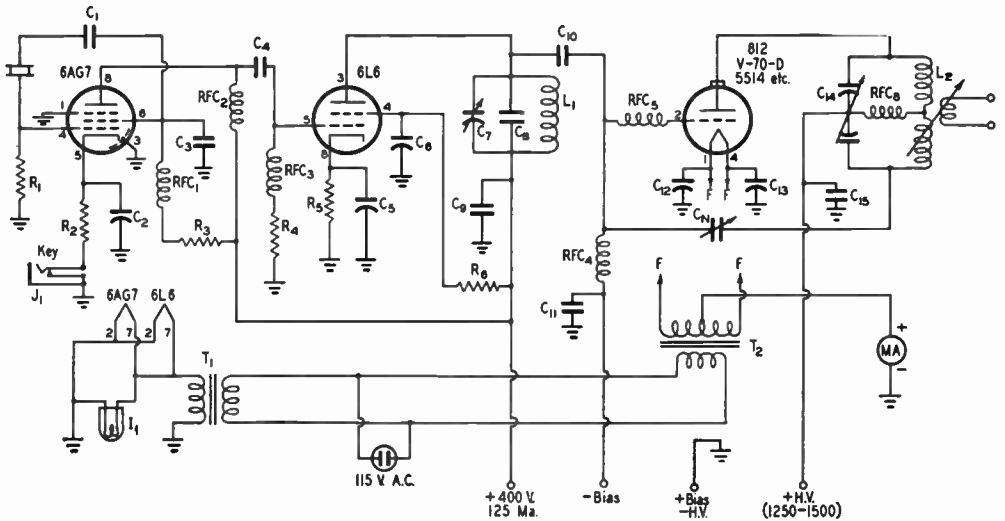 C1
6AG7
8
1
4
6
5
3
C3
R1
R2
C2
RFC1
R3
Key
J1
C4
RFC2
6L6
3
5
4
8
RFC3
R4
R5
C5
C6
C7
C8
L1
C9
R6
C10
812
V-70-D
5514 etc.
RFC5
2
1
4
C12
F
F
C13
CN
RFC4
C11
C14
RFC6
L2
C15
6AG7
6L6
2
7
2
7
I1
T1
115 V. A.C.
F
F
T2
+
MA
-
+400 V.
125 Ma.
-Bias
+Bias
-H.V.
+H.V.
(1250-1500)